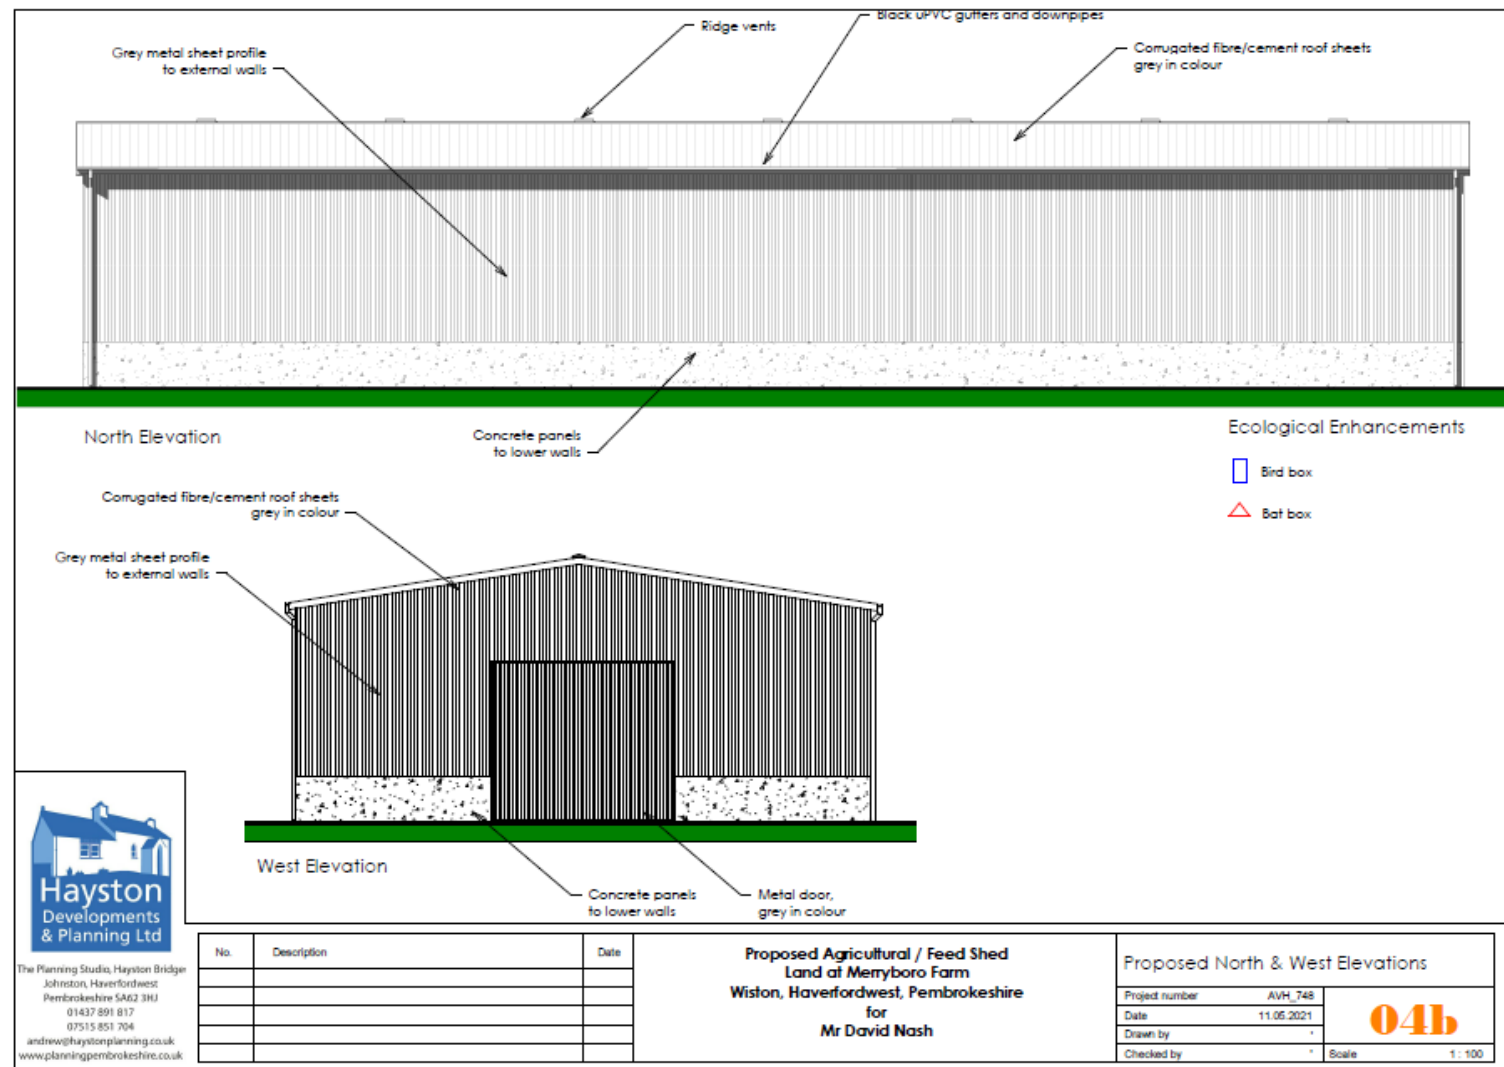 Ridge vents
Black uPVC gutters and downpipes
Grey metal sheet profile
to external walls
Corrugated fibre/cement roof sheets
grey in colour
North Elevation
Concrete panels
to lower walls
Ecological Enhancements
Bird box
Bat box
Corrugated fibre/cement roof sheets
grey in colour
Grey metal sheet profile
to external walls
West Elevation
Concrete panels
to lower walls
Metal door,
grey in colour
Hayston
Developments
& Planning Ltd
The Planning Studio, Hayston Bridge
Johnston, Haverfordwest
Pembrokeshire SA62 3HJ
01437 891 817
07515 851 704
andrew@haystonplanning.co.uk
www.planningpembrokeshire.co.uk
No. Description Date
Proposed Agricultural / Feed Shed
Land at Merryboro Farm
Wiston, Haverfordwest, Pembrokeshire
for
Mr David Nash
Proposed North & West Elevations
Project number AVH_748
Date 11.05.2021
Drawn by
Checked by
04b
Scale 1 : 100